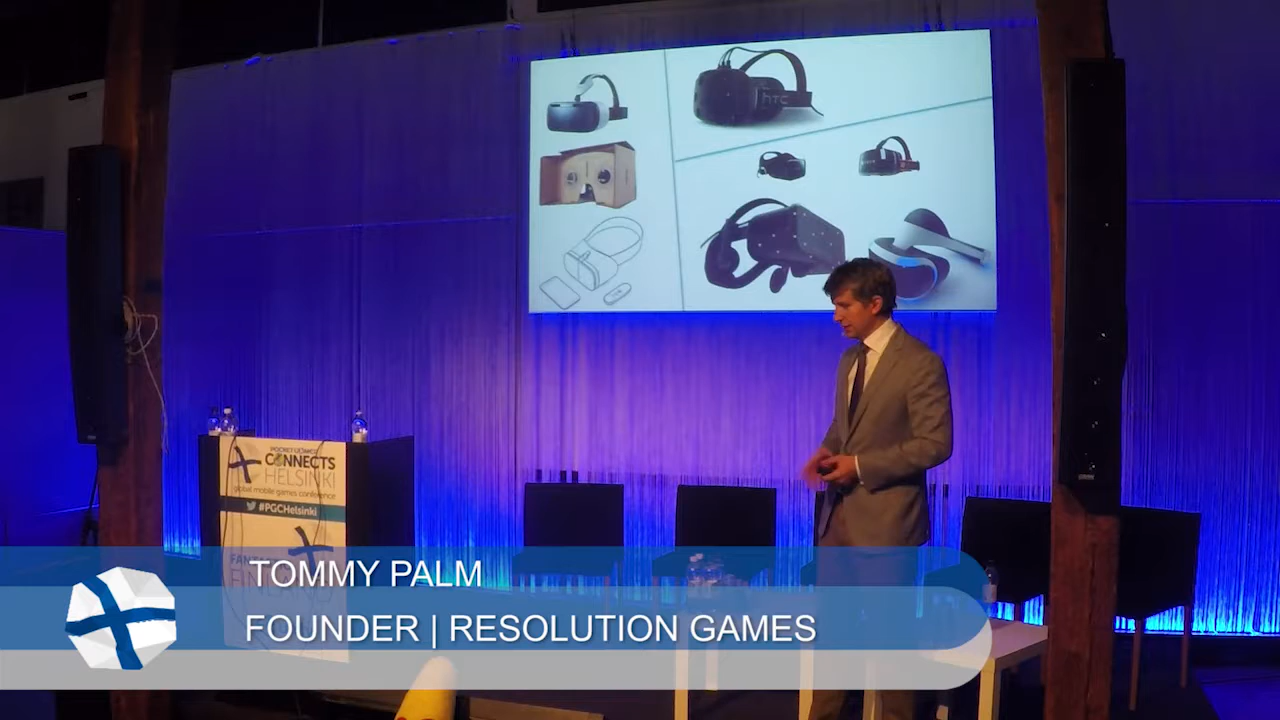 hTC
POCKET GAMER
CONNECTS
HELSINKI
global mobile games conference
#PGCHelsinki
TOMMY PALM
FOUNDER | RESOLUTION GAMES